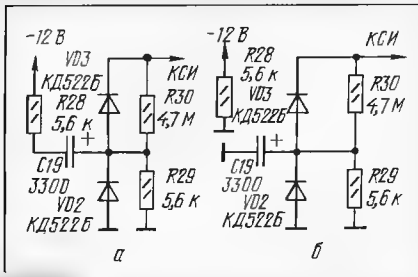 -12 В
VD3
КД522Б
R28
5,6 к
КСИ
R30
4,7 М
C19
3300
VD2
КД522Б
+
R29
5,6 к
а
-12 В
R28
5,6 к
VD3
КД522Б
КСИ
R30
4,7 М
C19
3300
VD2
КД522Б
+
R29
5,6 к
б